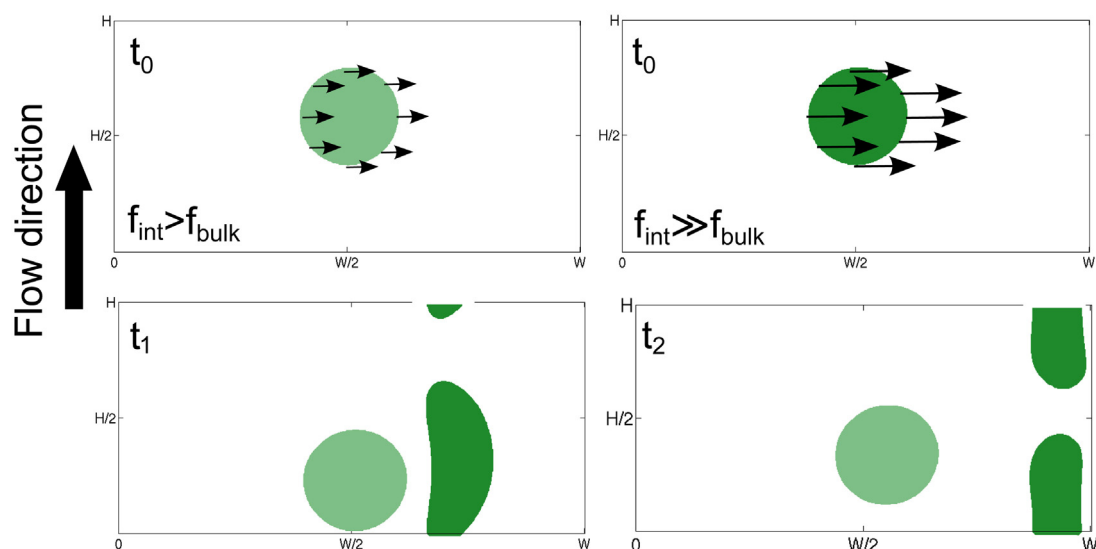 Flow direction
H
t₀
H/2
f_int>f_bulk
0
W/2
W
H
t₀
H/2
f_int≫f_bulk
0
W/2
W
H
t₁
H/2
0
W/2
W
H
t₂
H/2
0
W/2
W